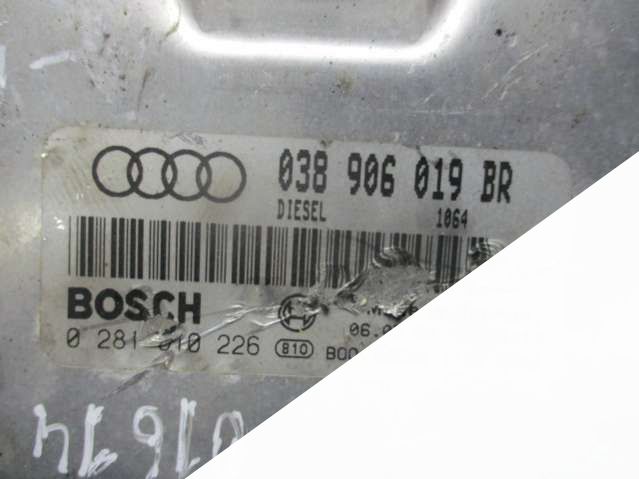 038 906 019 BR
DIESEL 1064
BOSCH
0 281 010 226 810